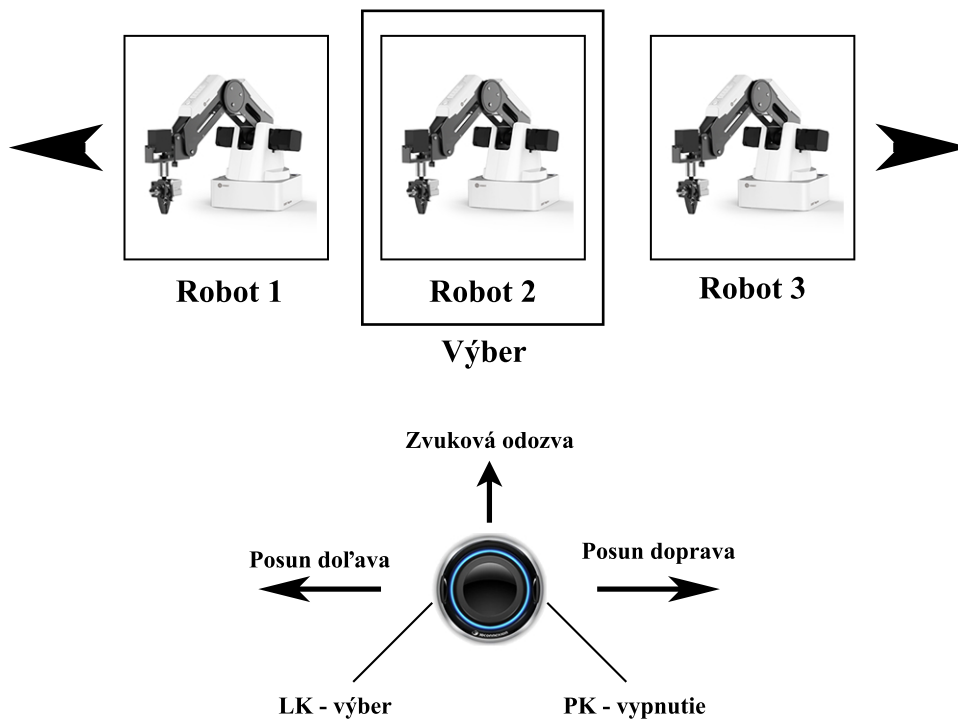 Robot 1
Robot 2
Robot 3
Výber
Zvuková odozva
Posun doľava
Posun doprava
LK - výber
PK - vypnutie